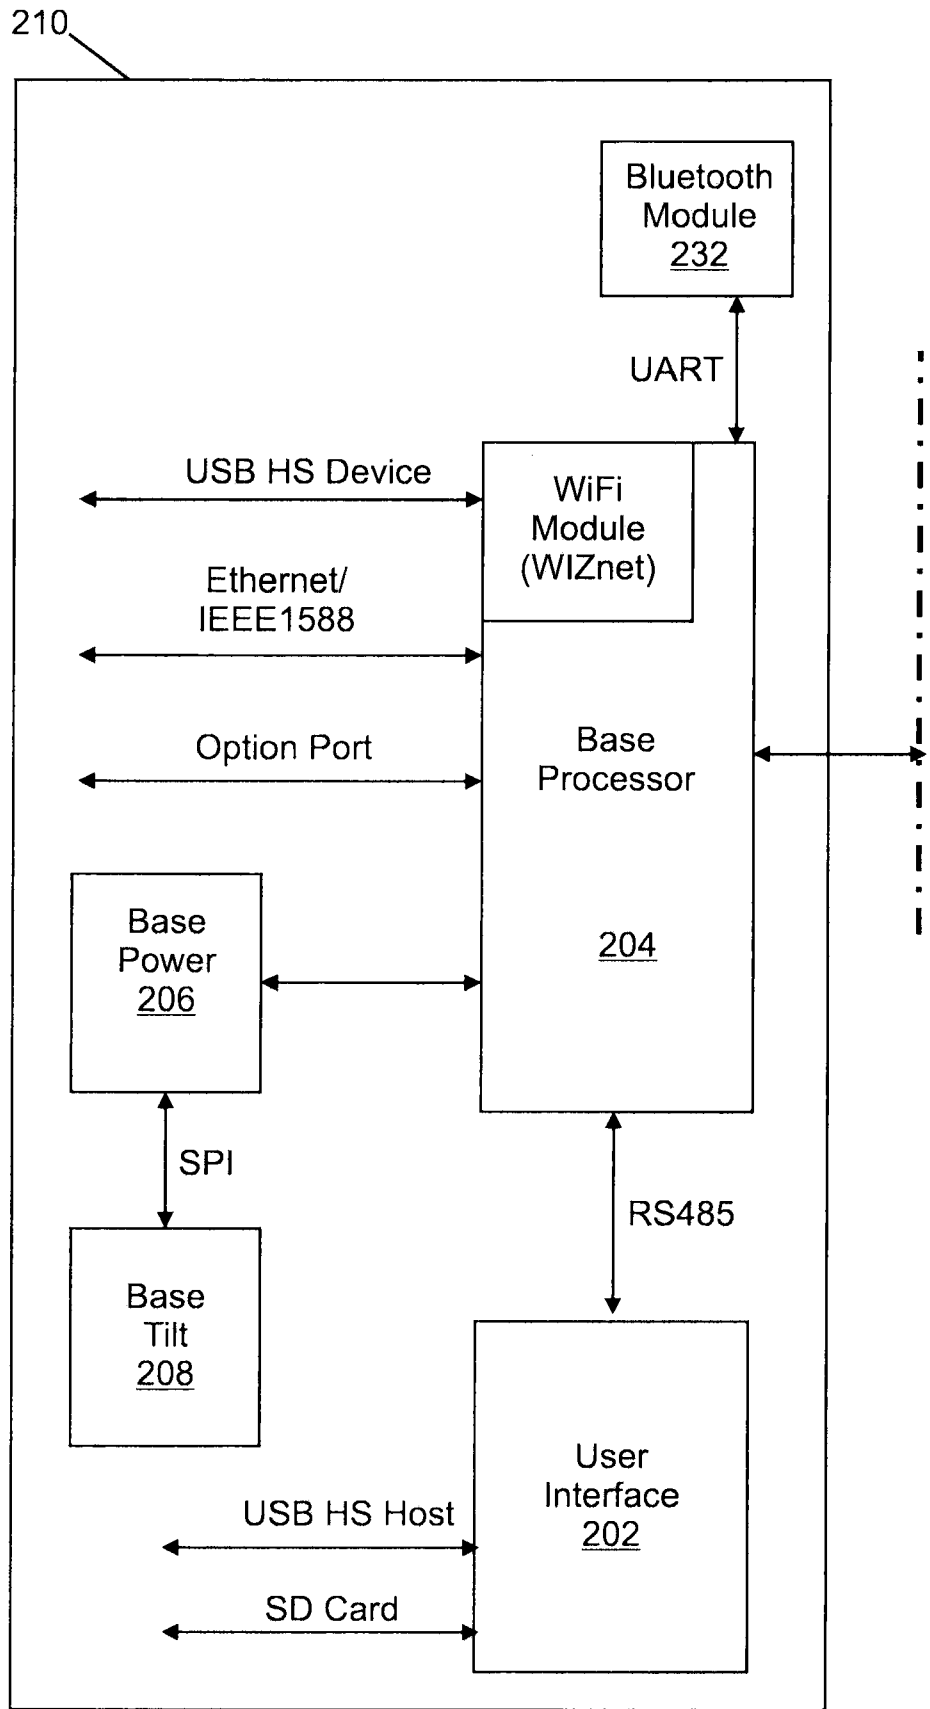 210
Bluetooth
Module
232
UART
USB HS Device
WiFi
Module
(WIZnet)
Ethernet/
IEEE1588
Option Port
Base
Processor
204
Base
Power
206
SPI
RS485
Base
Tilt
208
User
Interface
202
USB HS Host
SD Card